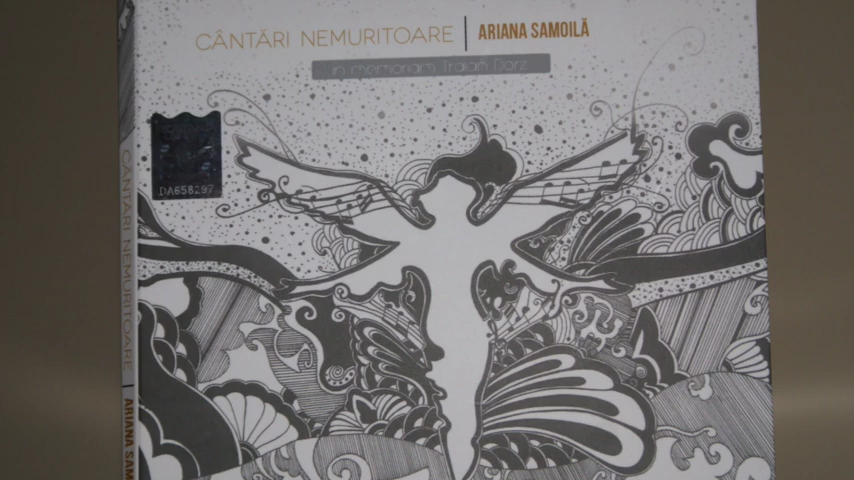 CÂNTĂRI NEMURITOARE | ARIANA SAMOILĂ
in memoriam Traian Dorz
DA658297
CÂNTĂRI NEMURITOARE | ARIANA SAM